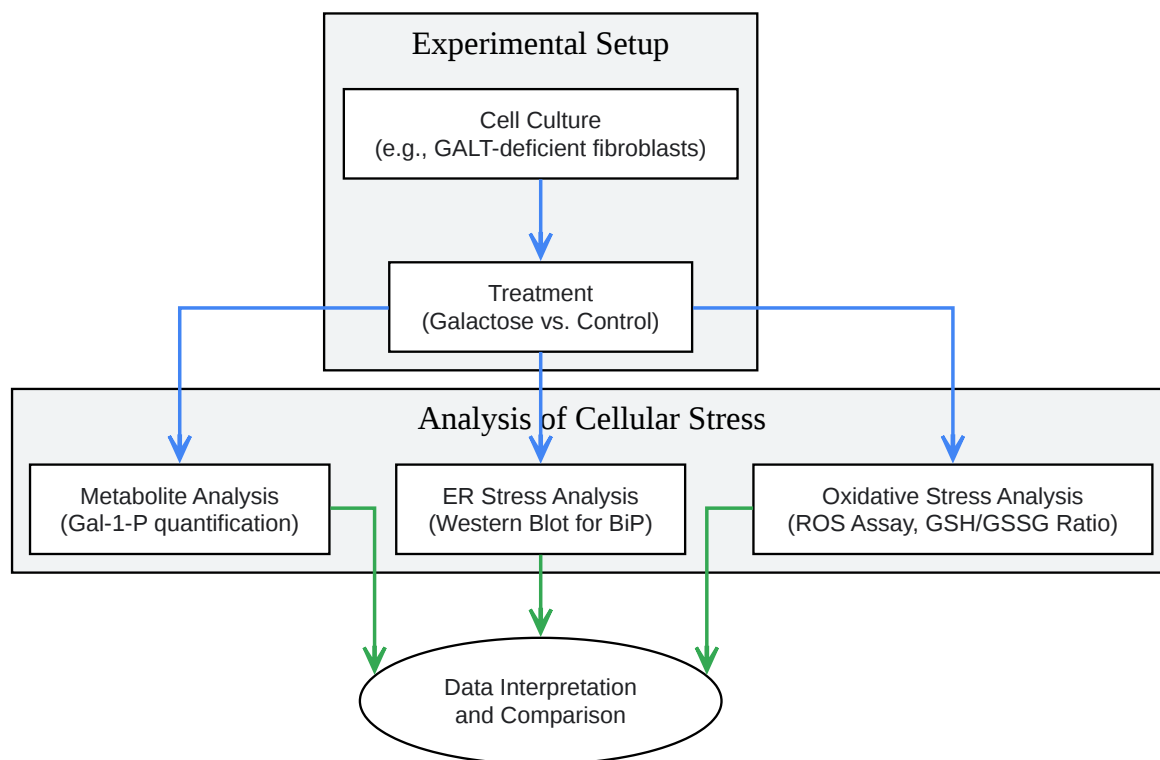 Experimental Setup
Cell Culture
(e.g., GALT-deficient fibroblasts)
Treatment
(Galactose vs. Control)
Analysis of Cellular Stress
Metabolite Analysis
(Gal-1-P quantification)
ER Stress Analysis
(Western Blot for BiP)
Oxidative Stress Analysis
(ROS Assay, GSH/GSSG Ratio)
Data Interpretation
and Comparison